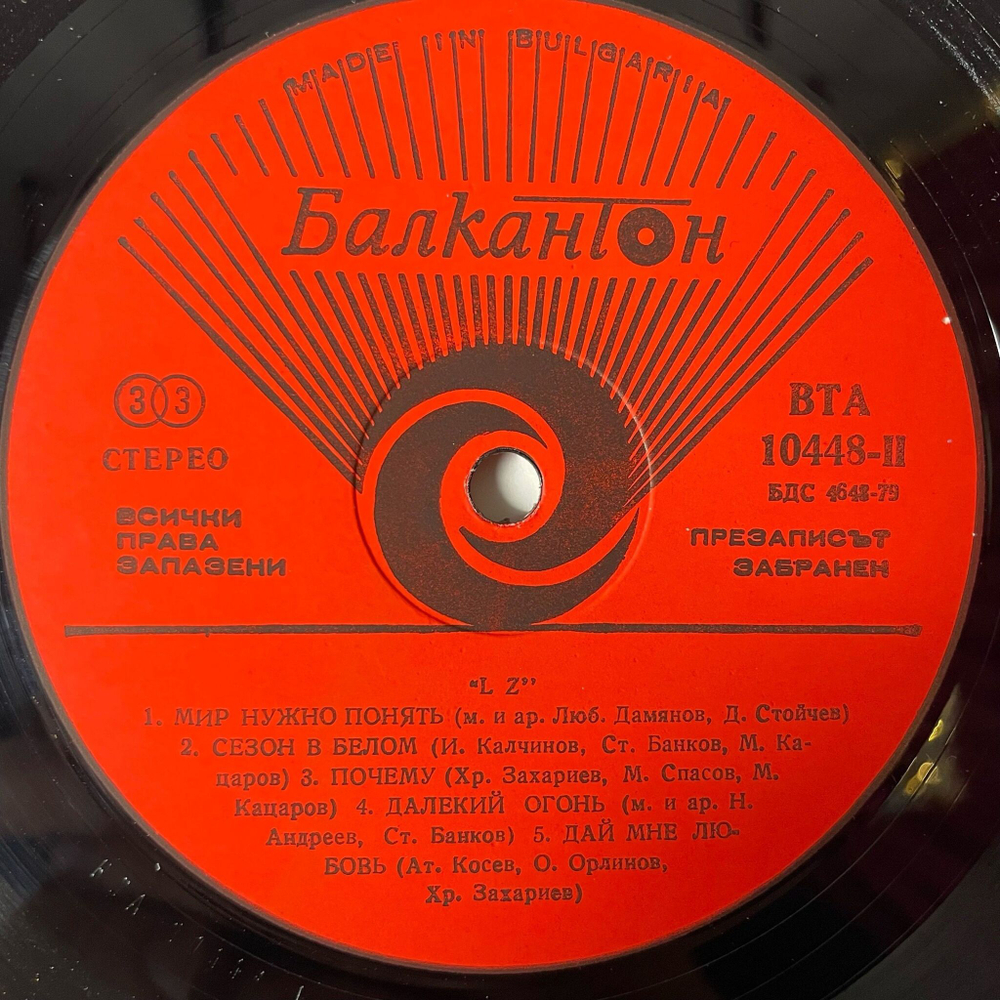 MADE IN BULGARIA
Балкантон
33
СТЕРЕО
ВСИЧКИ
ПРАВА
ЗАПАЗЕНИ
ВТА
10448-II
БДС 4648-79
ПРЕЗАПИСЪТ
ЗАБРАНЕН
“L Z”
1. МИР НУЖНО ПОНЯТЬ (м. и ар. Люб. Дамянов, Д. Стойчев)
2. СЕЗОН В БЕЛОМ (И. Калчинов, Ст. Банков, М. Ка-
царов) 3. ПОЧЕМУ (Хр. Захариев, М. Спасов, М.
Кацаров) 4. ДАЛЕКИЙ ОГОНЬ (м. и ар. Н.
Андреев, Ст. Банков) 5. ДАЙ МНЕ ЛЮ-
БОВЬ (Ат. Косев, О. Орлинов,
Хр. Захариев)